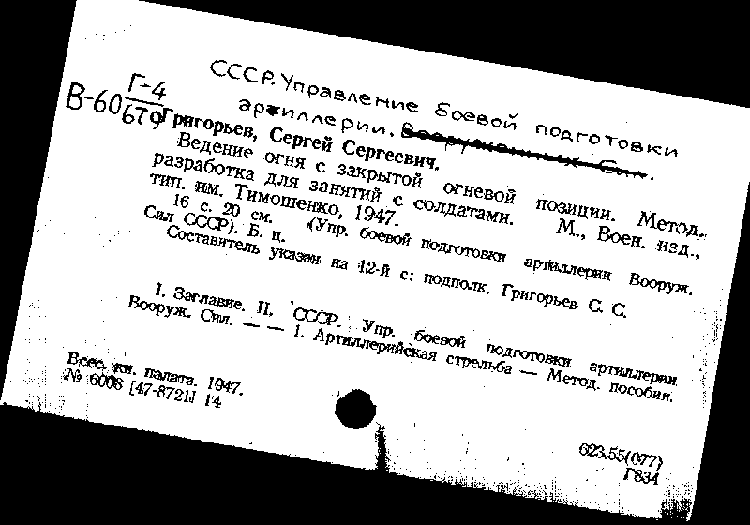 СССР. Управление боевой подготовки
артиллерии. Вооруженных Сил.
В-60 Г-4
679
Григорьев, Сергей Сергеевич.
Ведение огня с закрытой огневой позиции. Метод.
разработка для занятий с солдатами. М., Воен. изд.,
тип. им. Тимошенко, 1947.
16 с. 20 см. (Упр. боевой подготовки артиллерии Вооруж.
Сил СССР). Б. ц.
Составитель указан на 12-й с: подполк. Григорьев С. С.
I. Заглавие. II. СССР. Упр. боевой подготовки артиллерии
Вооруж. Сил. — — 1. Артиллерийская стрельба — Метод. пособия.
Всес. кн. палата. 1947.
№ 6008 [47-8721] 14
623.55(077)
Г834